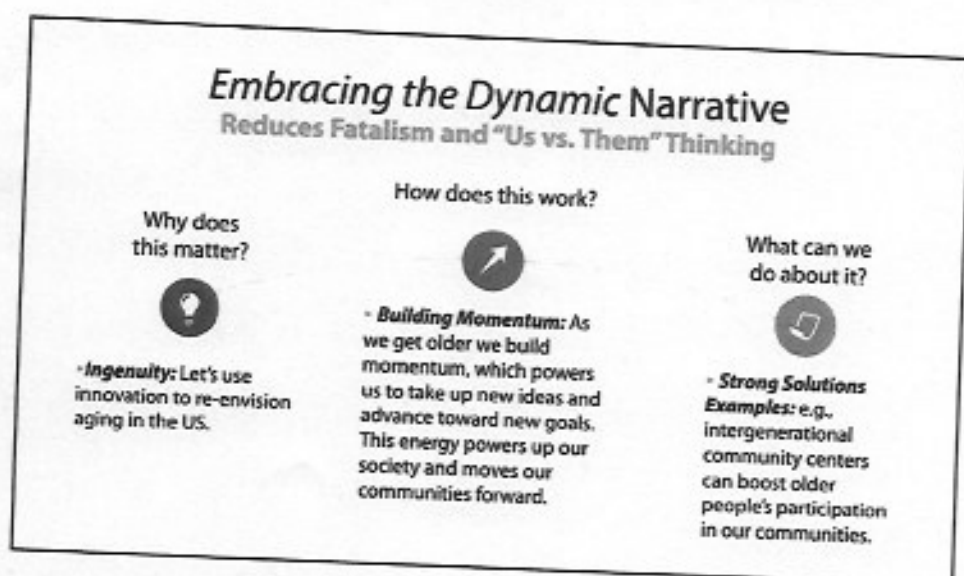 Embracing the Dynamic Narrative
Reduces Fatalism and "Us vs. Them" Thinking
Why does
this matter?
- Ingenuity: Let's use
innovation to re-envision
aging in the US.
How does this work?
- Building Momentum: As
we get older we build
momentum, which powers
us to take up new ideas and
advance toward new goals.
This energy powers up our
society and moves our
communities forward.
What can we
do about it?
- Strong Solutions
Examples: e.g.,
intergenerational
community centers
can boost older
people's participation
in our communities.